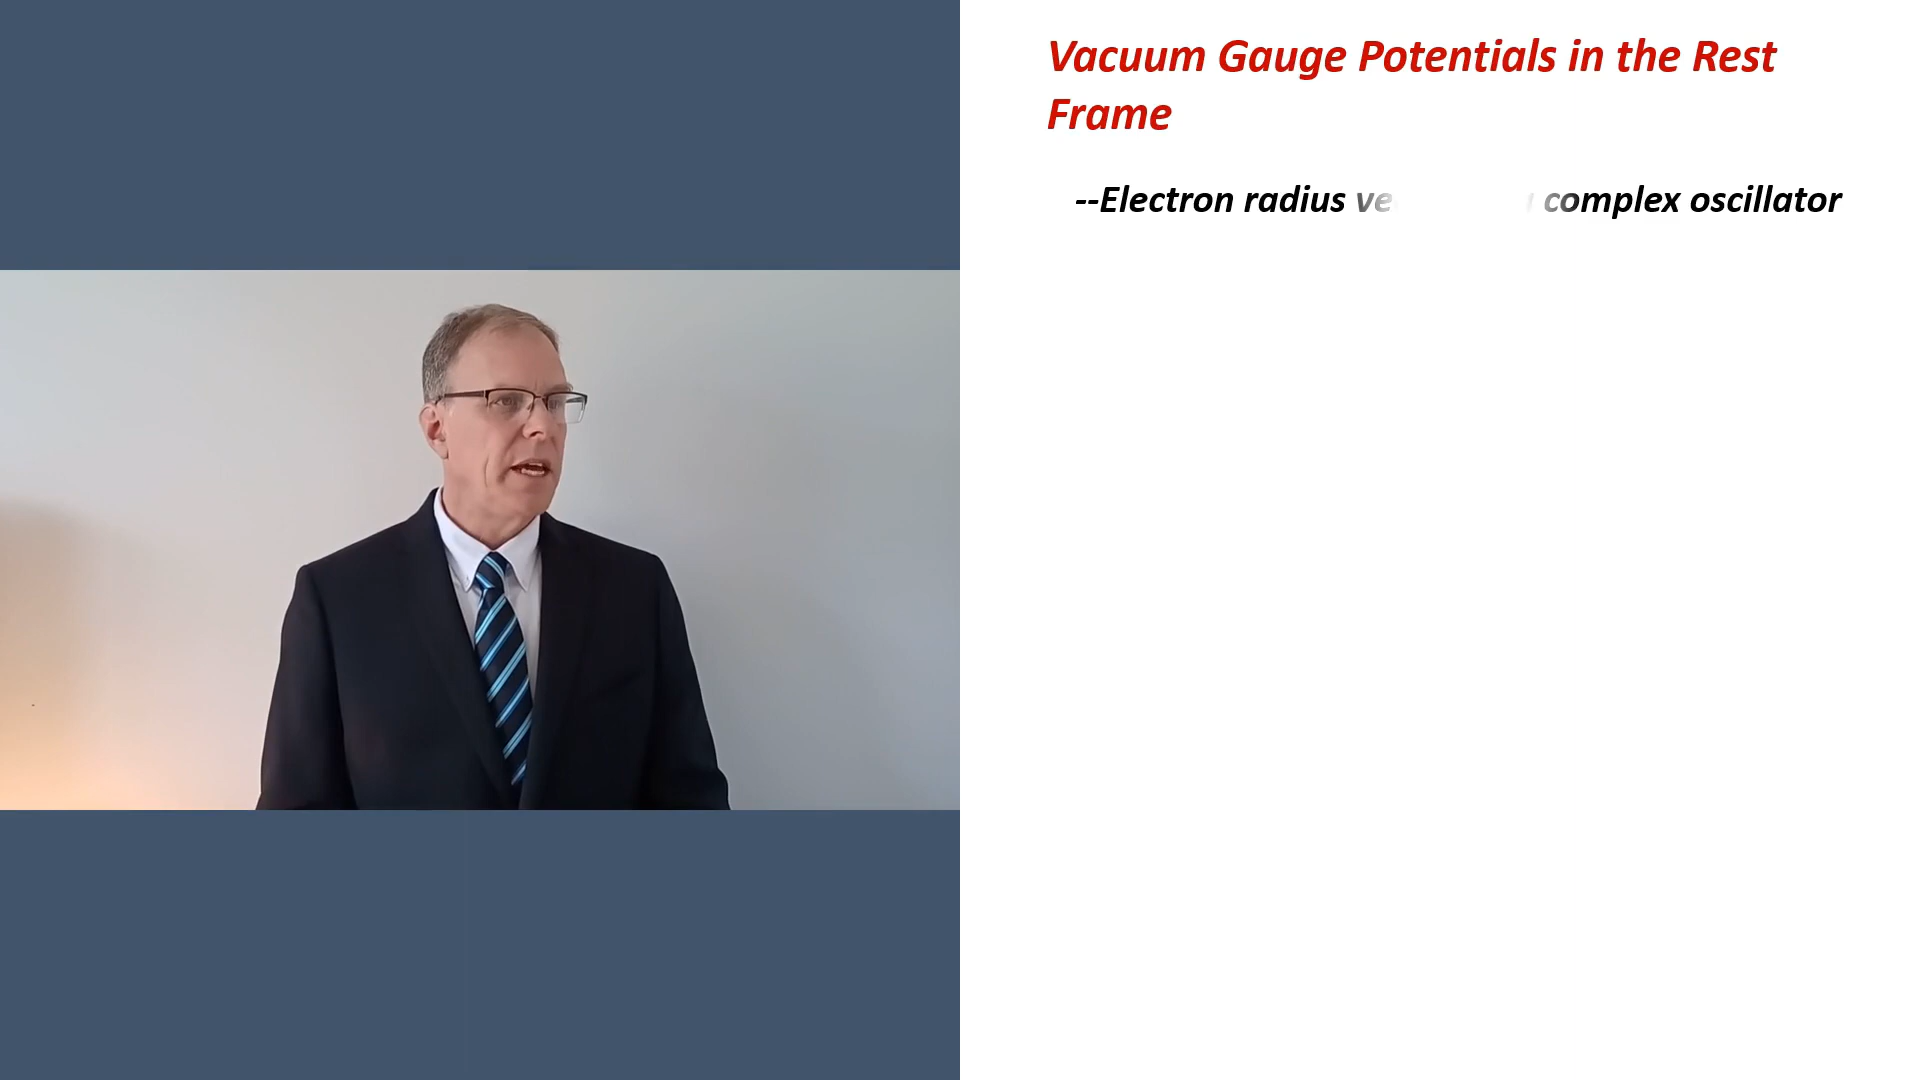 Vacuum Gauge Potentials in the Rest
Frame
--Electron radius ve complex oscillator